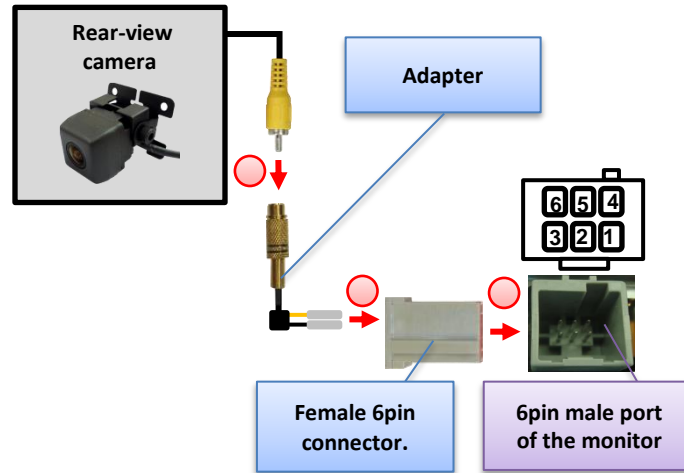 Rear-view
camera
Adapter
6 5 4
3 2 1
Female 6pin
connector.
6pin male port
of the monitor